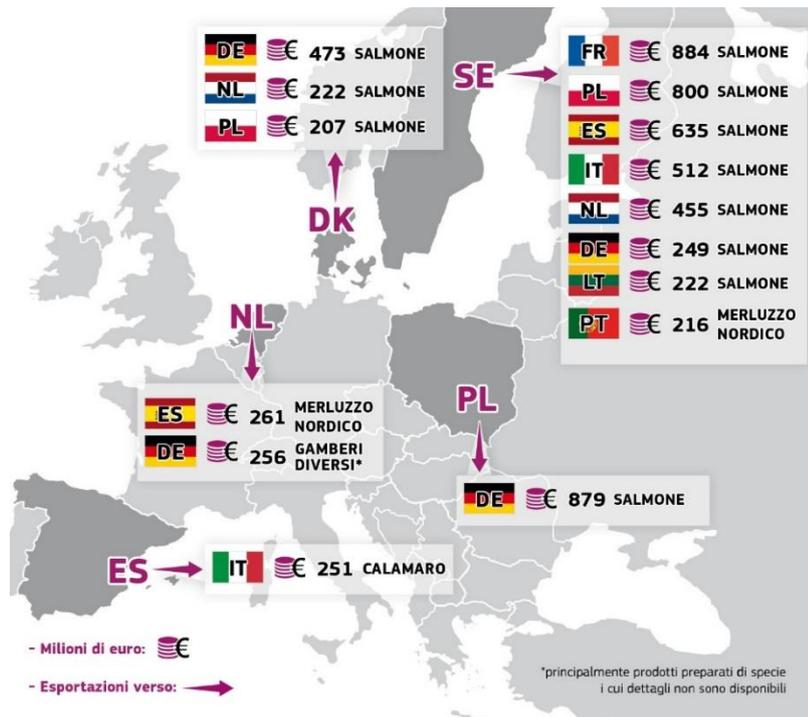 DE € 473 SALMONE
NL € 222 SALMONE
PL € 207 SALMONE
DK
SE
FR € 884 SALMONE
PL € 800 SALMONE
ES € 635 SALMONE
IT € 512 SALMONE
NL € 455 SALMONE
DE € 249 SALMONE
LT € 222 SALMONE
PT € 216 MERLUZZO
NORDICO
NL
ES € 261 MERLUZZO
NORDICO
DE € 256 GAMBERI
DIVERSI*
PL
DE € 879 SALMONE
ES
IT € 251 CALAMARO
- Milioni di euro: €
- Esportazioni verso:
*principalmente prodotti preparati di specie
i cui dettagli non sono disponibili